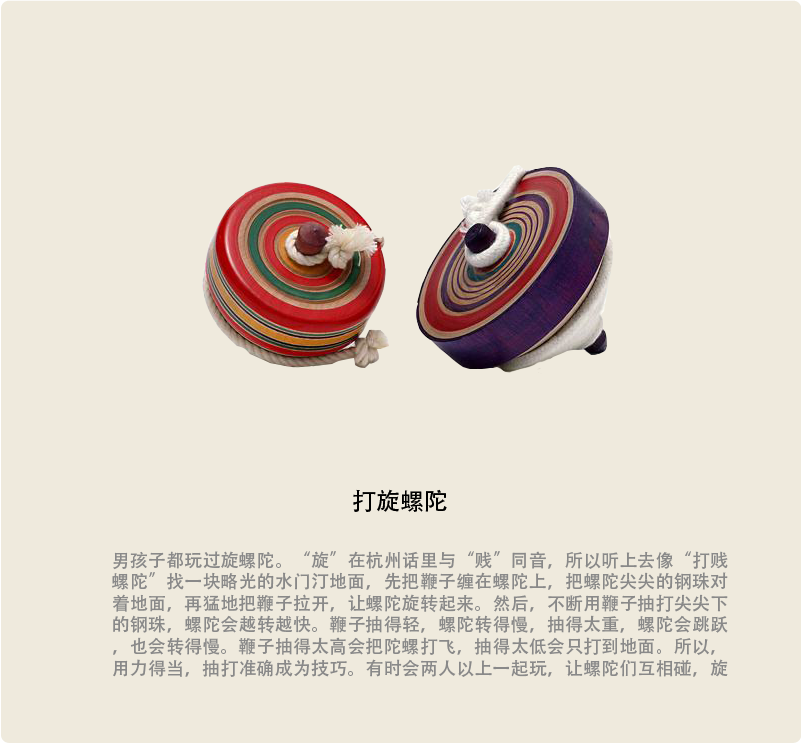 打旋螺陀
男孩子都玩过旋螺陀。“旋”在杭州话里与“贱”同音，所以听上去像“打贱
螺陀”找一块略光的水门汀地面，先把鞭子缠在螺陀上，把螺陀尖尖的钢珠对
着地面，再猛地把鞭子拉开，让螺陀旋转起来。然后，不断用鞭子抽打尖尖下
的钢珠，螺陀会越转越快。鞭子抽得轻，螺陀转得慢，抽得太重，螺陀会跳跃
，也会转得慢。鞭子抽得太高会把陀螺打飞，抽得太低会只打到地面。所以，
用力得当，抽打准确成为技巧。有时会两人以上一起玩，让螺陀们互相碰，旋